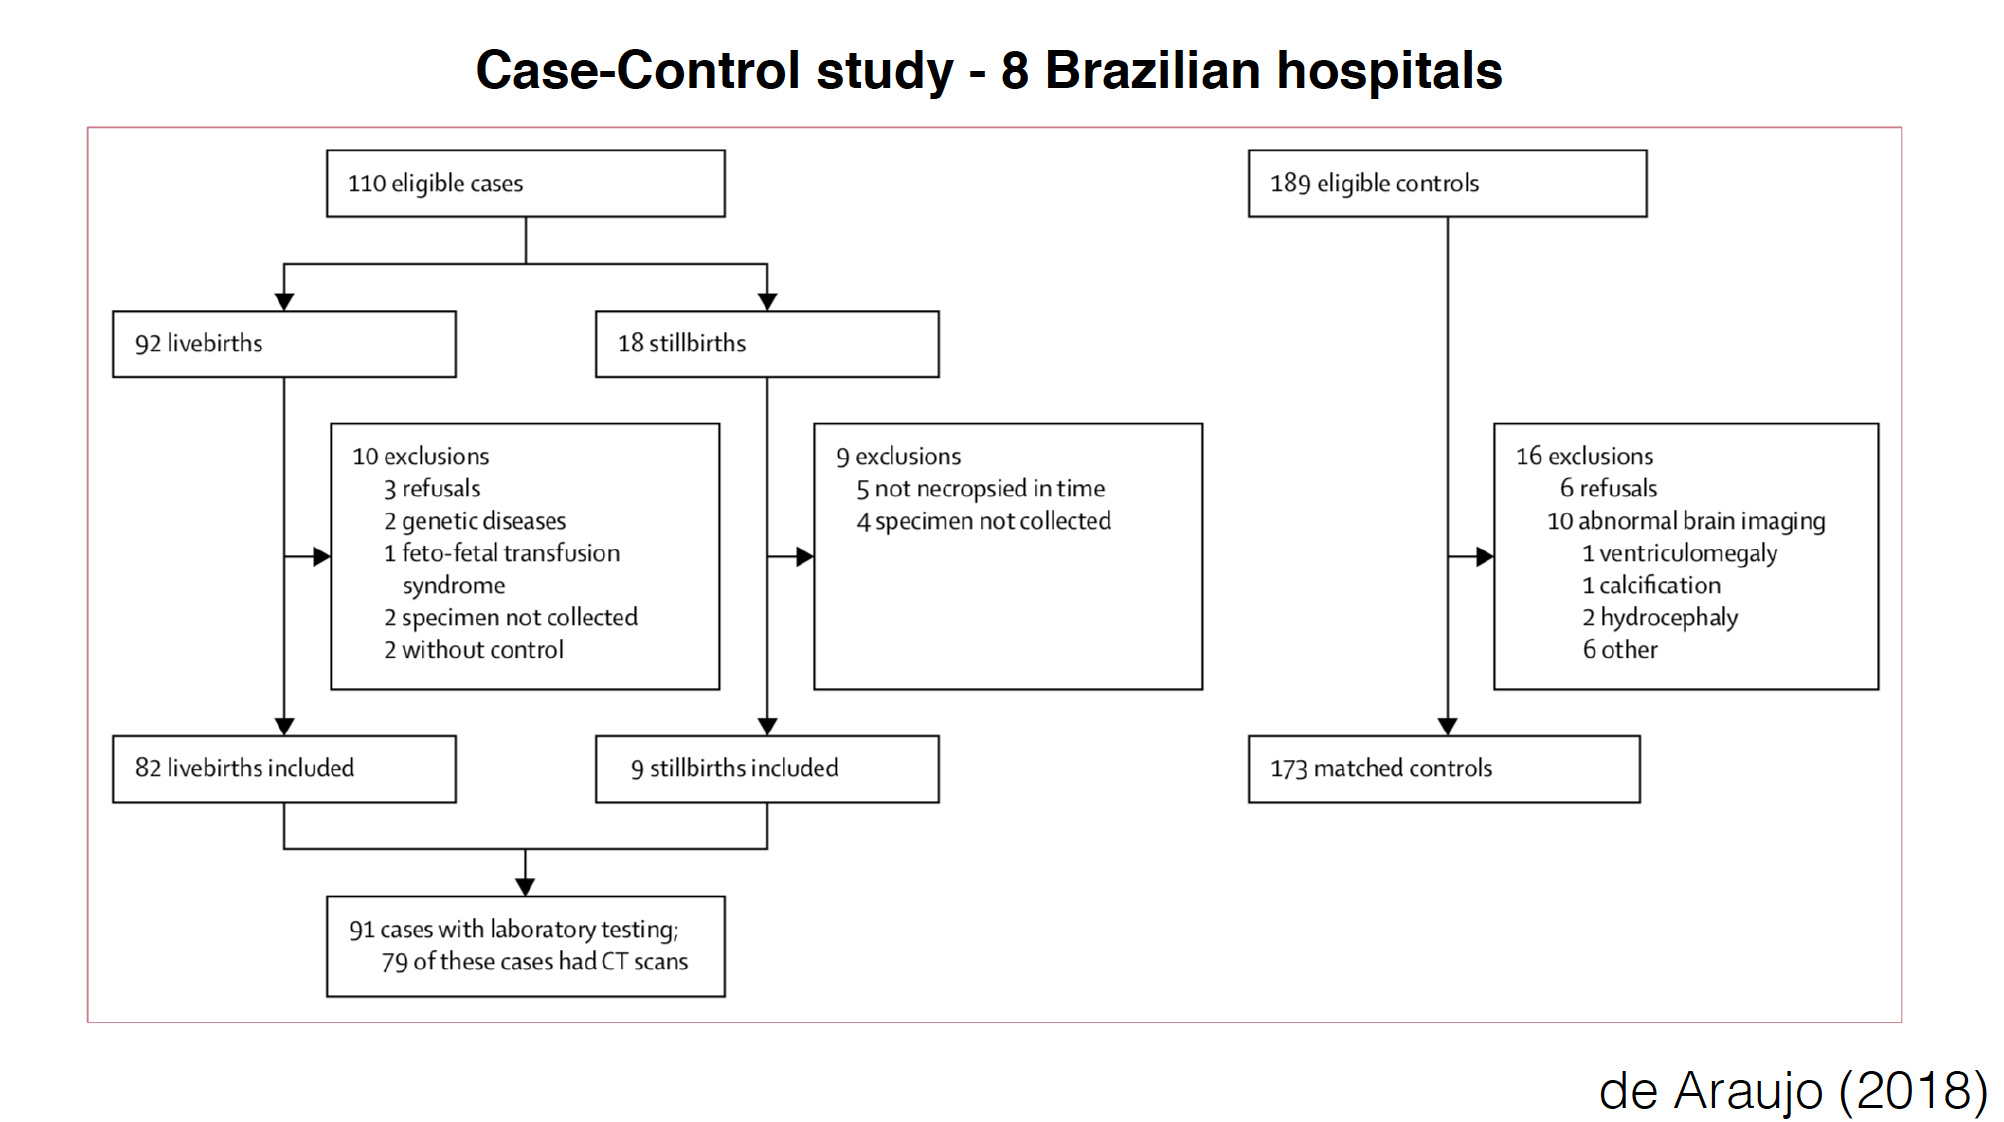 Case-Control study - 8 Brazilian hospitals
110 eligible cases
189 eligible controls
92 livebirths
18 stillbirths
10 exclusions
3 refusals
2 genetic diseases
1 feto-fetal transfusion
syndrome
2 specimen not collected
2 without control
9 exclusions
5 not necropsied in time
4 specimen not collected
16 exclusions
6 refusals
10 abnormal brain imaging
1 ventriculomegaly
1 calcification
2 hydrocephaly
6 other
82 livebirths included
9 stillbirths included
173 matched controls
91 cases with laboratory testing;
79 of these cases had CT scans
de Araujo (2018)